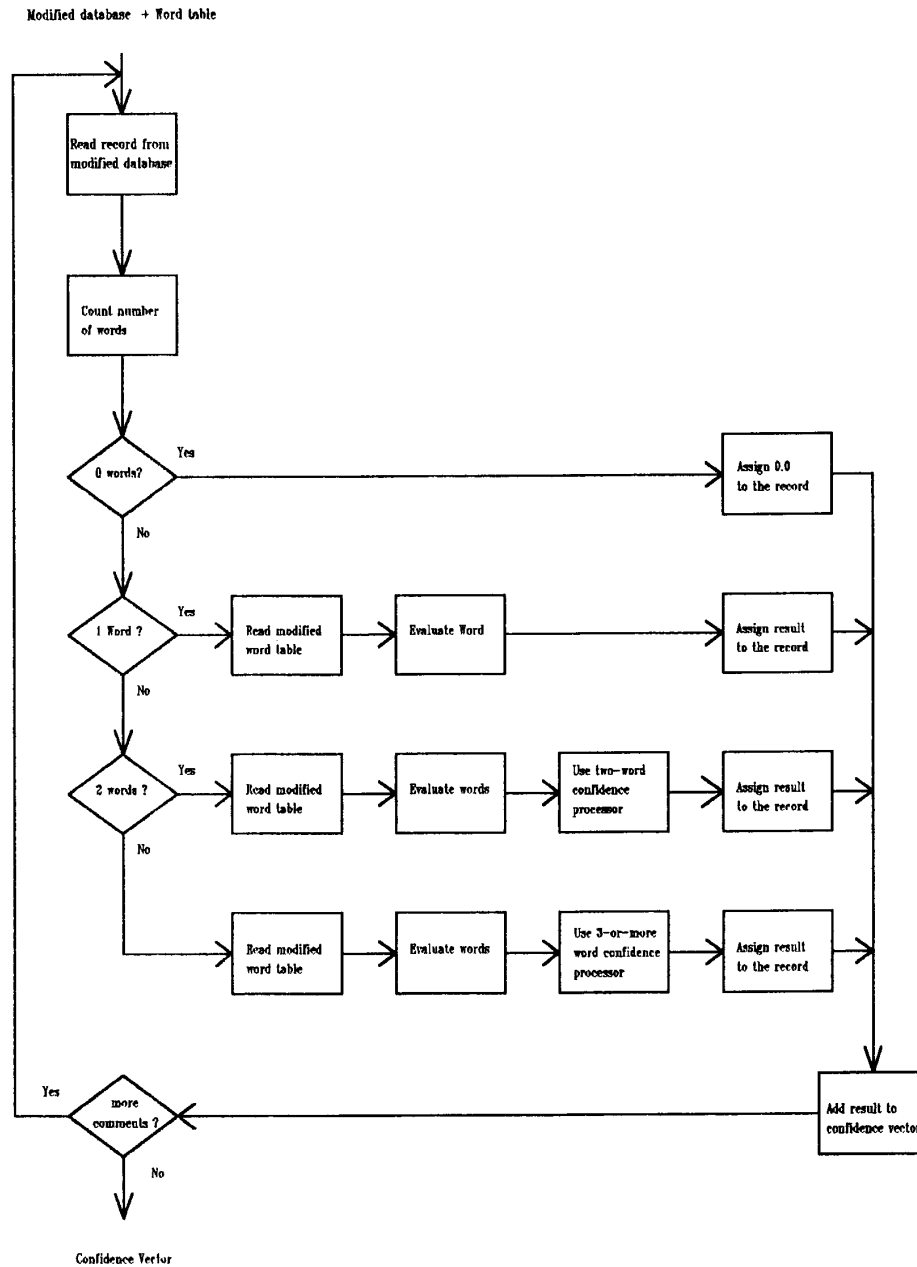 Modified database + Word table
Read record from
modified database
Count number
of words
0 words?
Yes
Assign 0.0
to the record
No
1 Word ?
Yes
Read modified
word table
Evaluate Word
Assign result
to the record
No
2 words ?
Yes
Read modified
word table
Evaluate words
Use two-word
confidence
processor
Assign result
to the record
No
Read modified
word table
Evaluate words
Use 3-or-more
word confidence
processor
Assign result
to the record
Yes
more
comments ?
Add result to
confidence vector
No
Confidence Vector